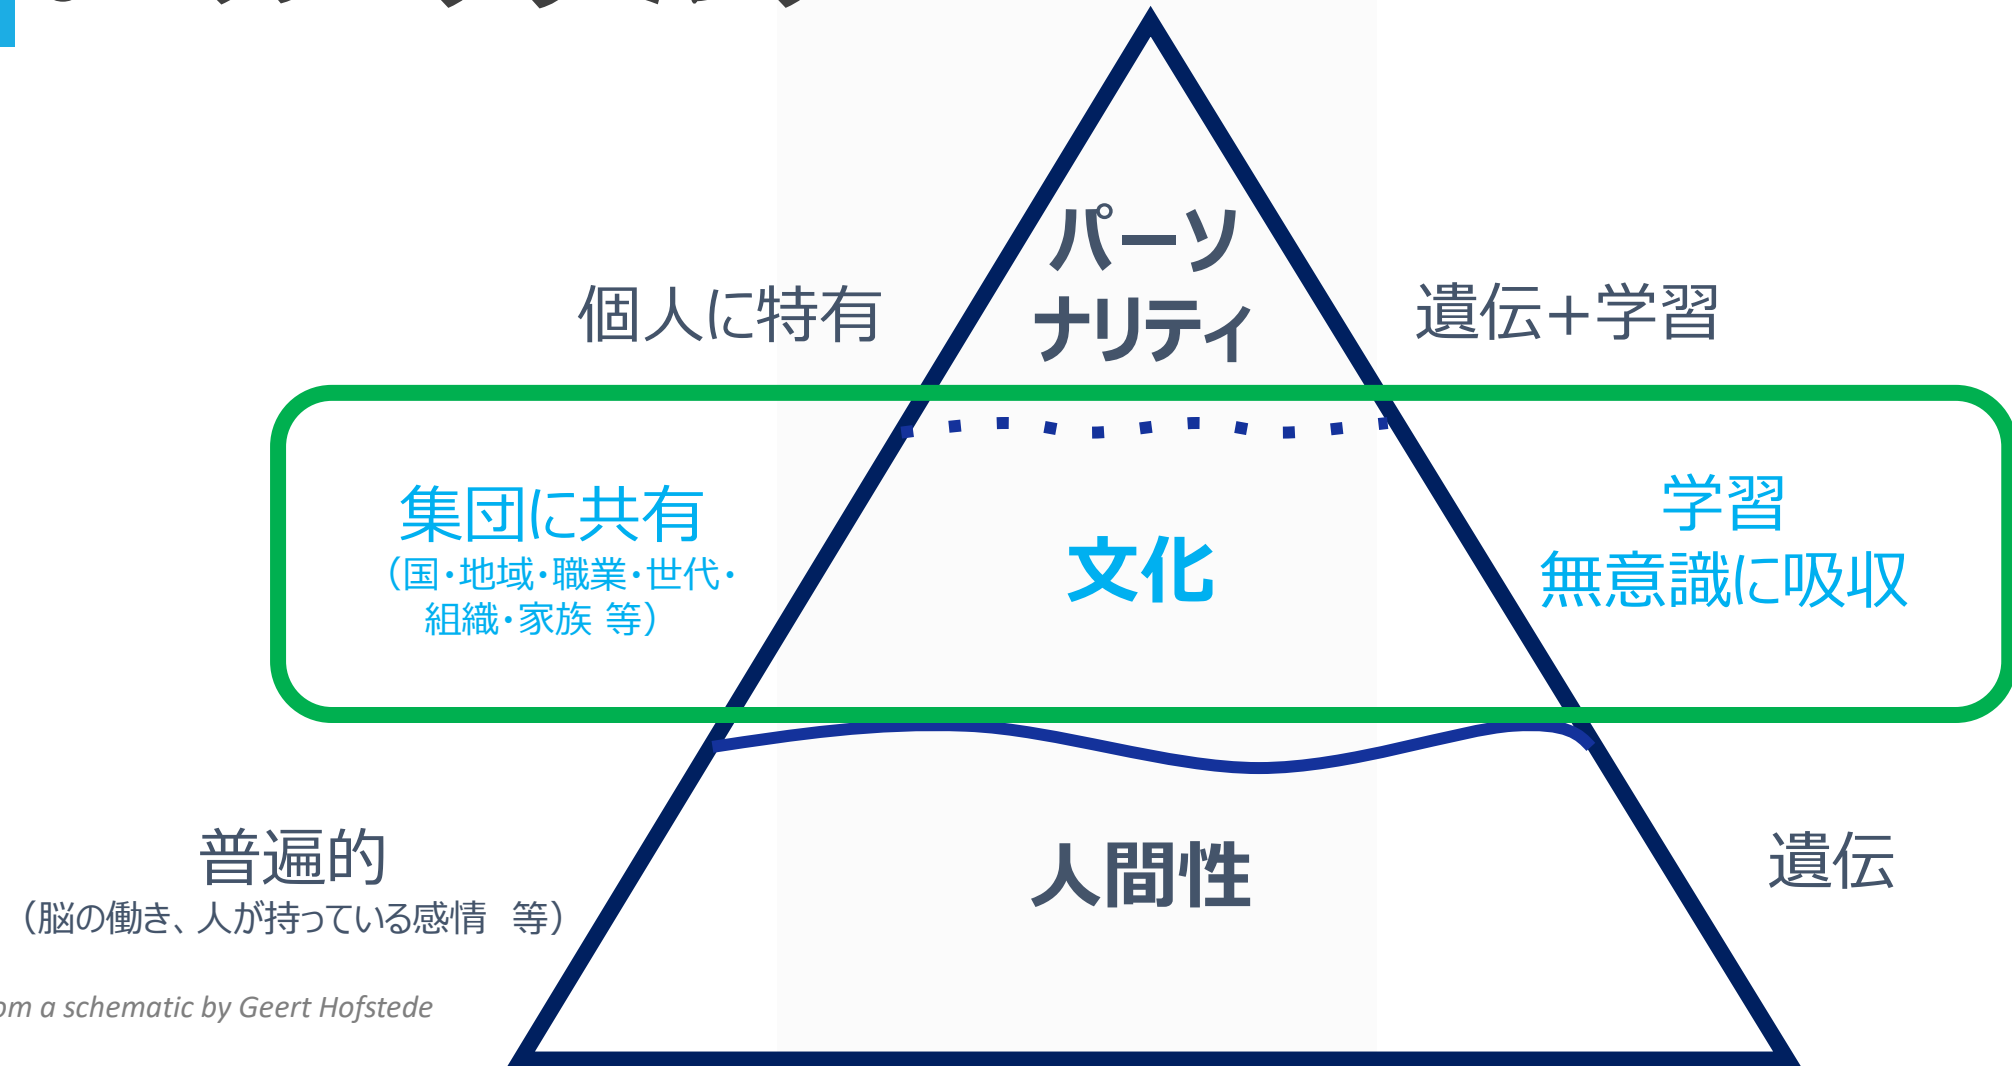 パーソ
ナリティ
個人に特有
遺伝+学習
集団に共有
（国・地域・職業・世代・
組織・家族 等）
文化
学習
無意識に吸収
普遍的
（脳の働き、人が持っている感情　等）
人間性
遺伝
a schematic by Geert Hofstede